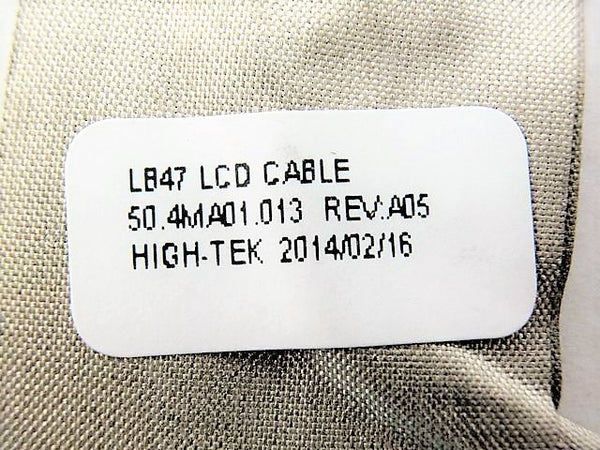 LB47 LCD CABLE
50.4MA01.013 REV:A05
HIGH-TEK 2014/02/16